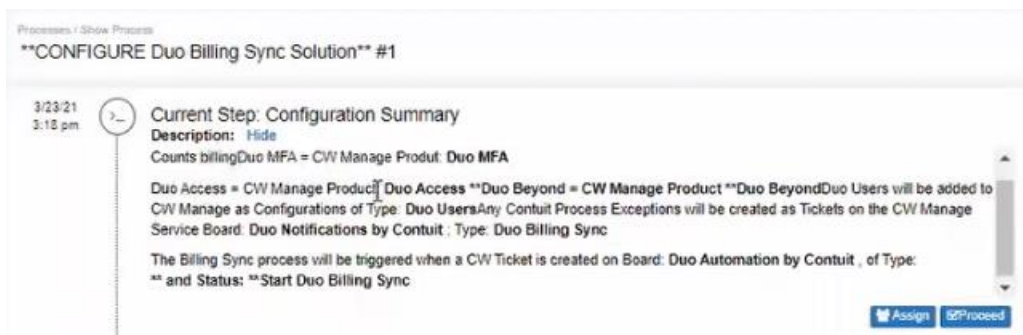 Processes / Show Process
**CONFIGURE Duo Billing Sync Solution** #1
3/23/21
3:18 pm
Current Step: Configuration Summary
Description: Hide
Counts billingDuo MFA = CW Manage Produt: Duo MFA
Duo Access = CW Manage Product: Duo Access **Duo Beyond = CW Manage Product **Duo BeyondDuo Users will be added to
CW Manage as Configurations of Type: Duo UsersAny Contuit Process Exceptions will be created as Tickets on the CW Manage
Service Board: Duo Notifications by Contuit ; Type: Duo Billing Sync
The Billing Sync process will be triggered when a CW Ticket is created on Board: Duo Automation by Contuit , of Type:
** and Status: **Start Duo Billing Sync
Assign
Proceed